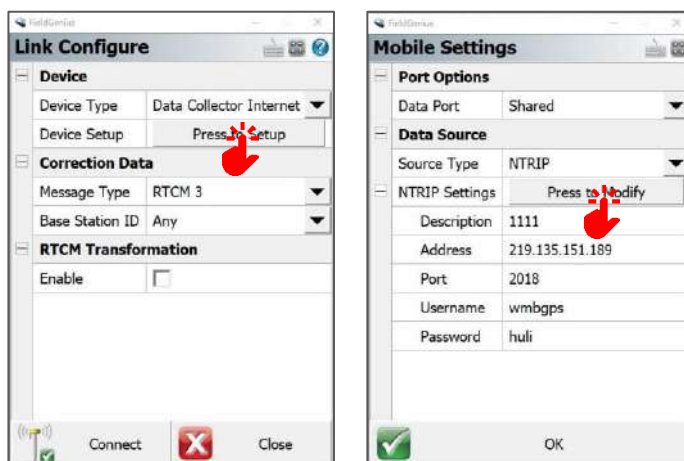 FieldGenius
Link Configure
Device
Device Type Data Collector Internet
Device Setup Press to Setup
Correction Data
Message Type RTCM 3
Base Station ID Any
RTCM Transformation
Enable
Connect Close
FieldGenius
Mobile Settings
Port Options
Data Port Shared
Data Source
Source Type NTRIP
NTRIP Settings Press to Modify
Description 1111
Address 219.135.151.189
Port 2018
Username wmbgps
Password huli
OK